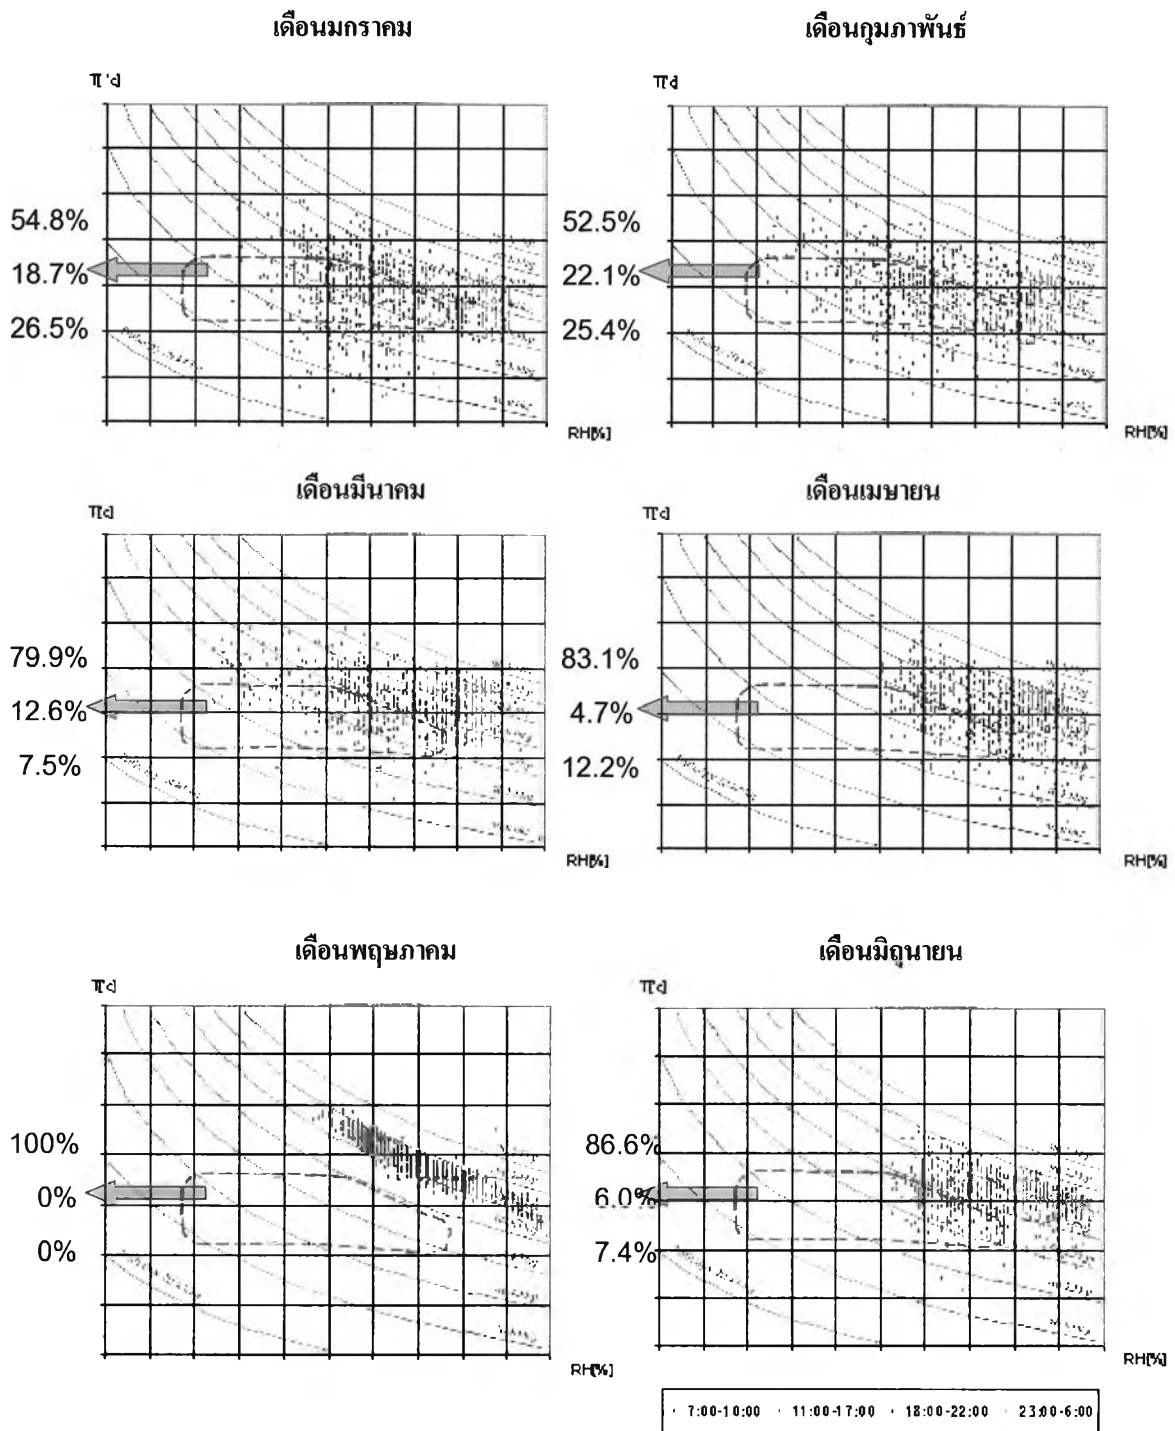 เดือนมกราคม
เดือนกุมภาพันธ์
54.8%
18.7%
26.5%
RH[%]
52.5%
22.1%
25.4%
RH[%]
เดือนมีนาคม
เดือนเมษายน
79.9%
12.6%
7.5%
RH[%]
83.1%
4.7%
12.2%
RH[%]
เดือนพฤษภาคม
เดือนมิถุนายน
100%
0%
0%
RH[%]
86.6%
6.0%
7.4%
RH[%]
7:00-10:00 11:00-17:00 18:00-22:00 23:00-6:00